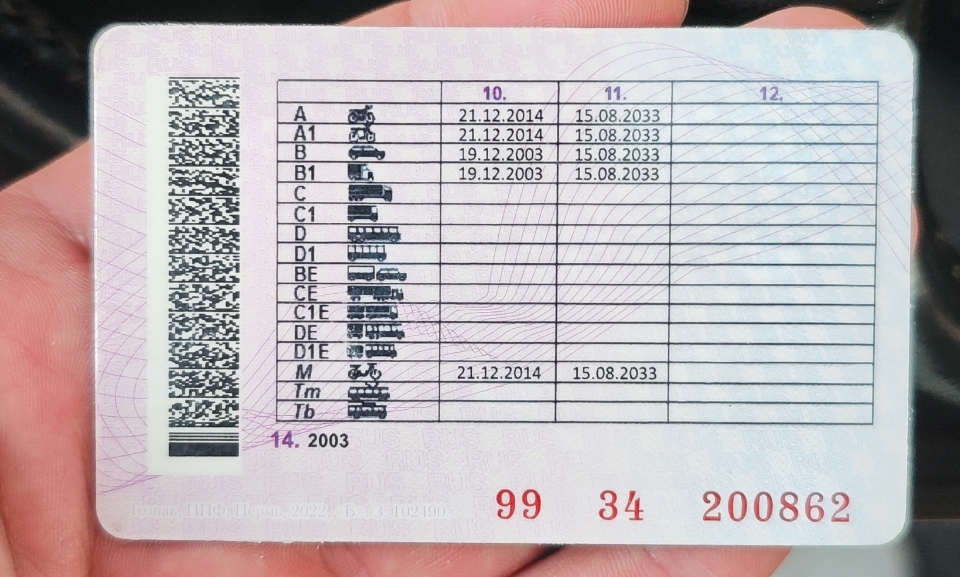 10. 11. 12.
A 21.12.2014 15.08.2033
A1 21.12.2014 15.08.2033
B 19.12.2003 15.08.2033
B1 19.12.2003 15.08.2033
C
C1
D
D1
BE
CE
C1E
DE
D1E
M 21.12.2014 15.08.2033
Tm
Tb
14. 2003
99 34 200862